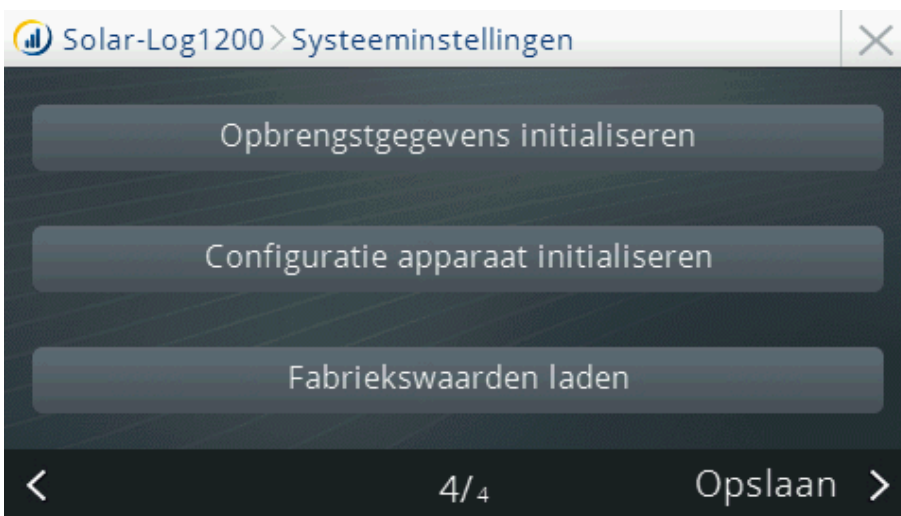 Solar-Log1200 > Systeeminstellingen
Opbrengstgegevens initialiseren
Configuratie apparaat initialiseren
Fabriekswaarden laden
4/4 Opslaan